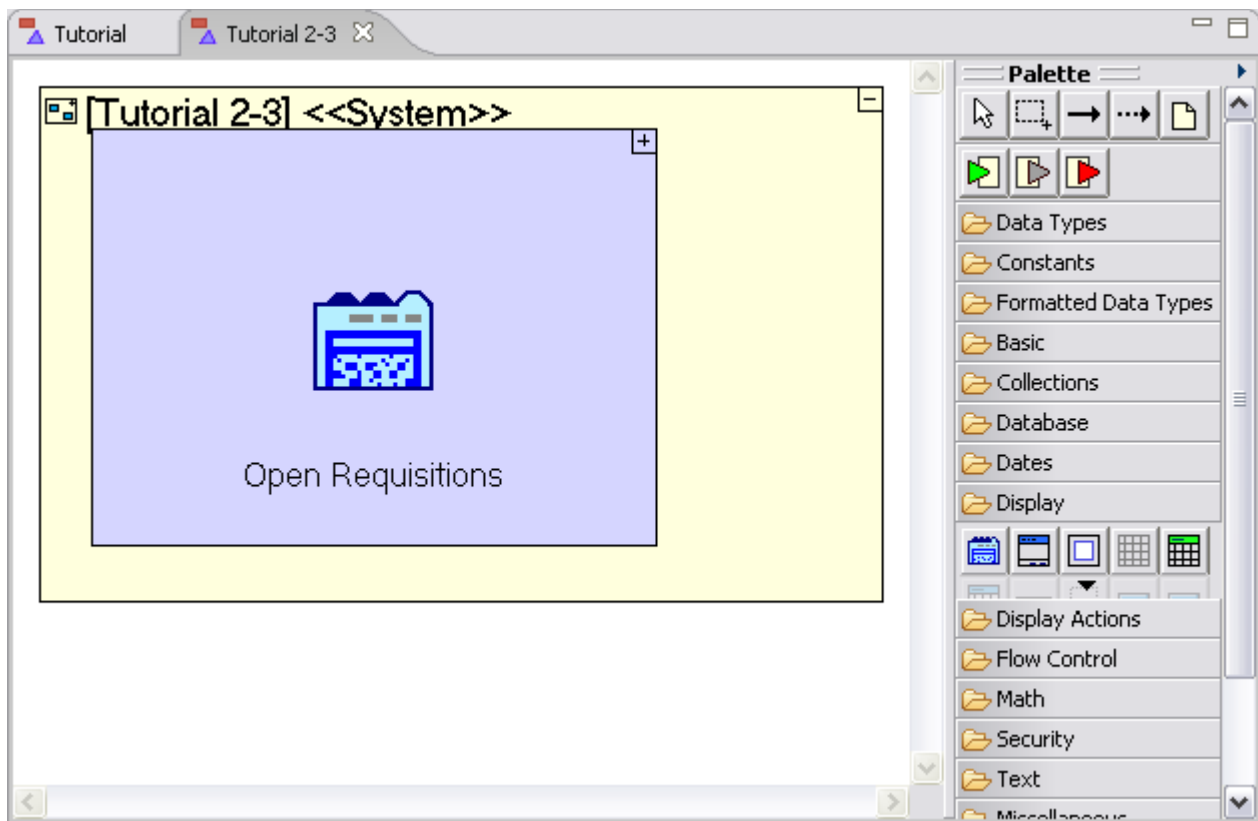 Tutorial
Tutorial 2-3
[Tutorial 2-3] <<System>>
Open Requisitions
Palette
Data Types
Constants
Formatted Data Types
Basic
Collections
Database
Dates
Display
Display Actions
Flow Control
Math
Security
Text
Miscellaneous